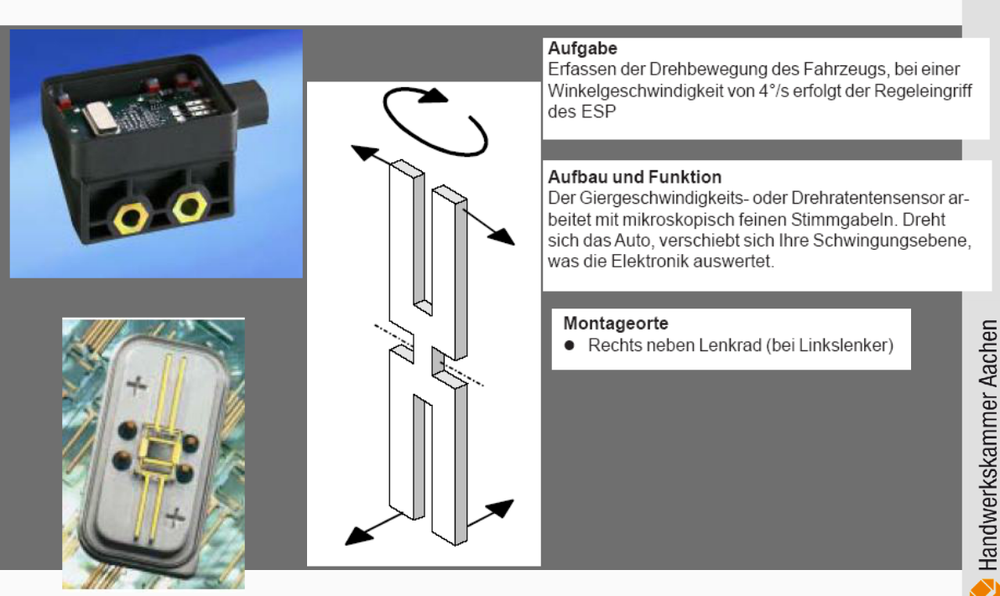 Aufgabe
Erfassen der Drehbewegung des Fahrzeugs, bei einer
Winkelgeschwindigkeit von 4°/s erfolgt der Regeleingriff
des ESP
Aufbau und Funktion
Der Giergeschwindigkeits- oder Drehratentensensor ar-
beitet mit mikroskopisch feinen Stimmgabeln. Dreht
sich das Auto, verschiebt sich Ihre Schwingungsebene,
was die Elektronik auswertet.
Montageorte
● Rechts neben Lenkrad (bei Linkslenker)
Handwerkskammer Aachen